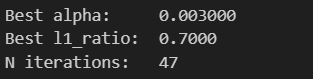 Best alpha: 0.003000
Best l1_ratio: 0.7000
N iterations: 47